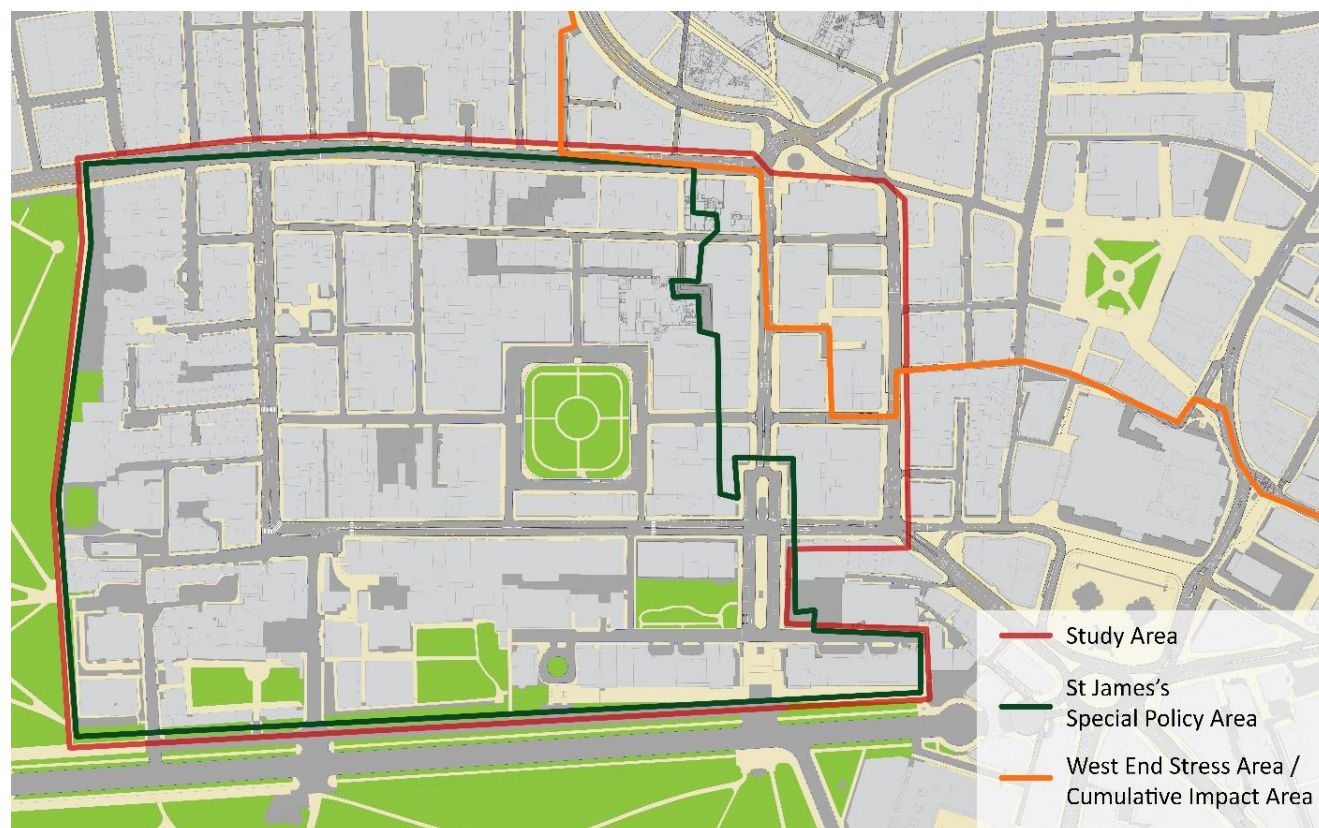 Study Area
St James’s
Special Policy Area
West End Stress Area /
Cumulative Impact Area